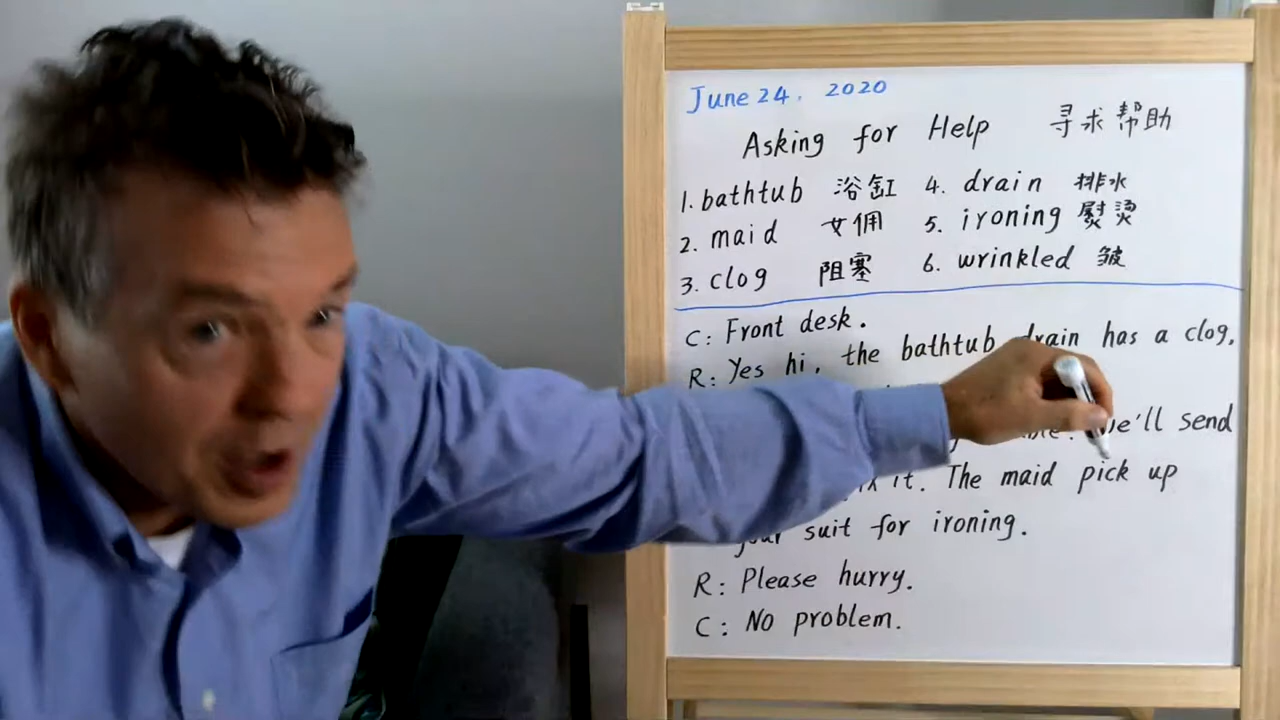 June 24, 2020
Asking for Help 寻求帮助
1. bathtub 浴缸 4. drain 排水
2. maid 女佣 5. ironing 熨烫
3. clog 阻塞 6. wrinkled 皱
C: Front desk.
R: Yes hi, the bathtub drain has a clog,
send
it. The maid pick up
suit for ironing.
R: Please hurry.
C: No problem.